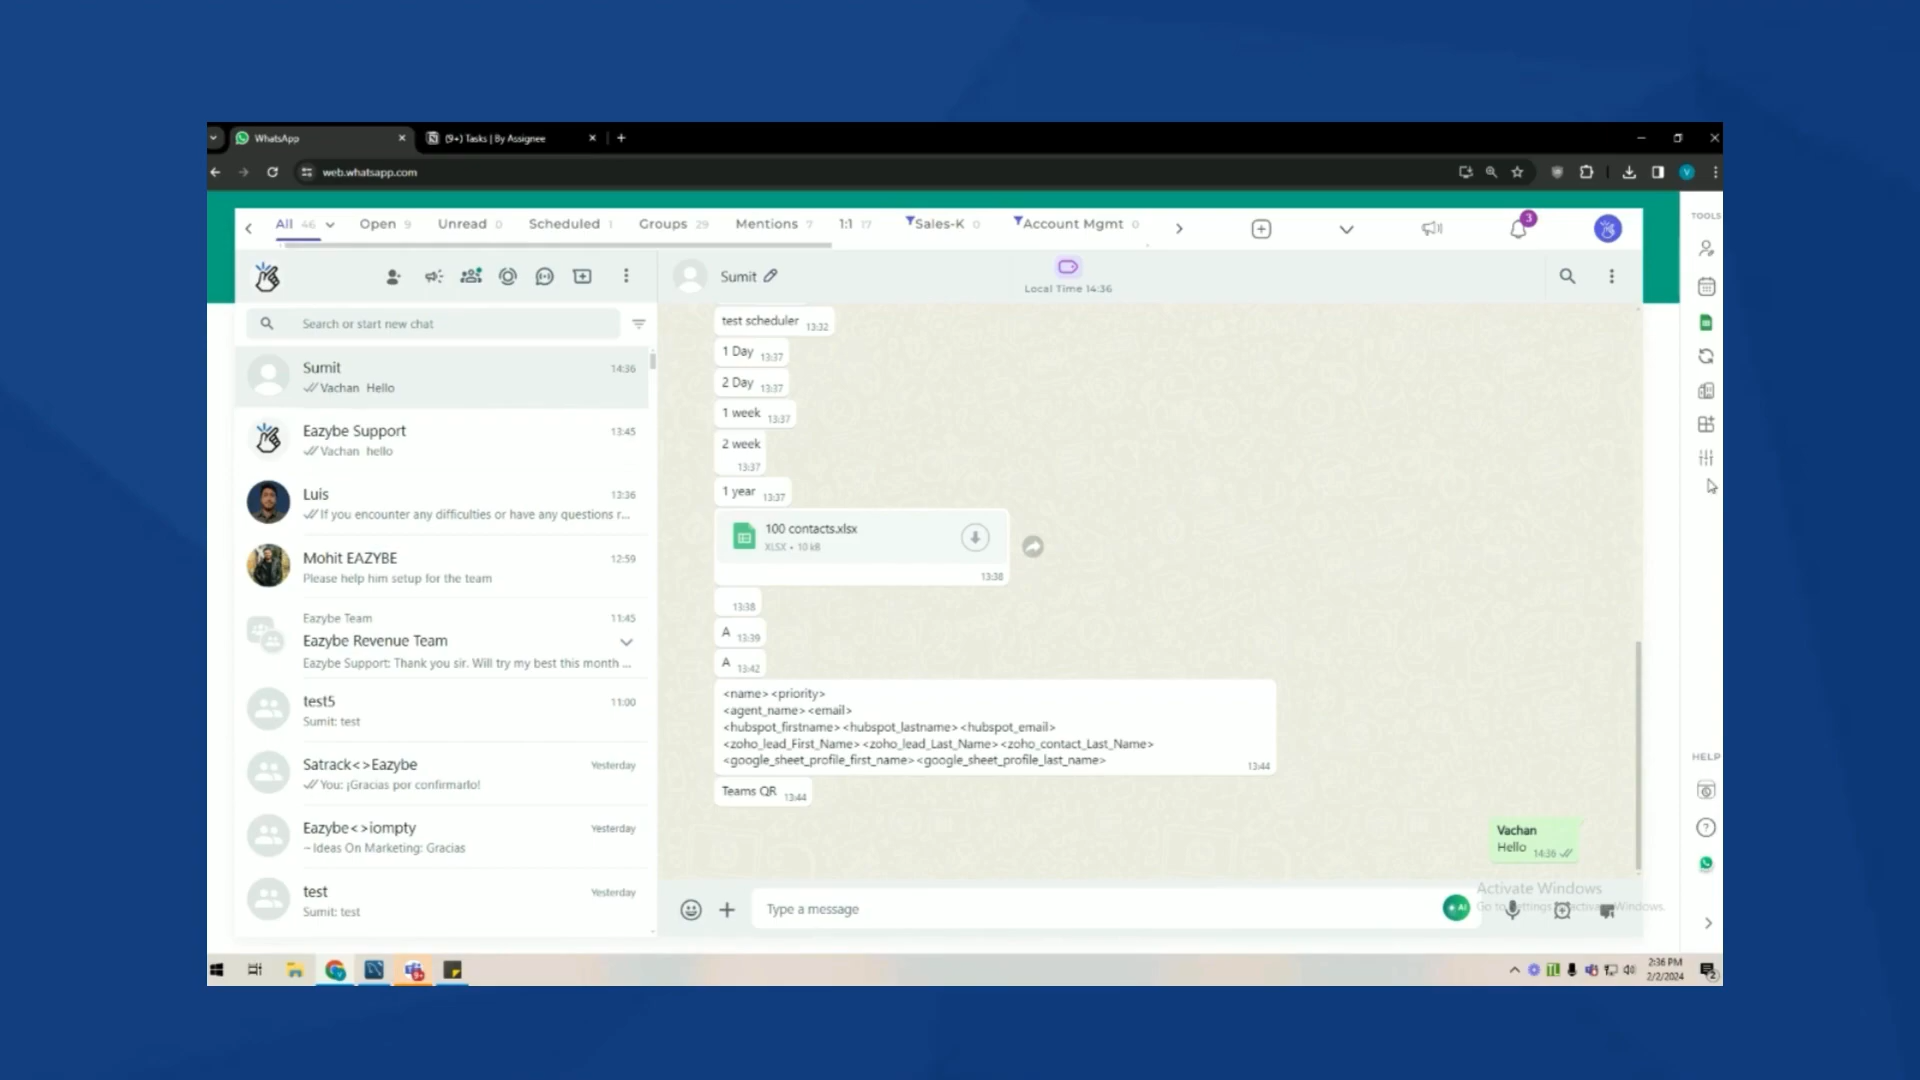 WhatsApp
(9+) Tasks | By Assignee
web.whatsapp.com
TOOLS
All 46
Open 9
Unread 0
Scheduled 1
Groups 29
Mentions 7
1:1 17
Sales-K 0
Account Mgmt 0
3
Sumit
Local Time 14:36
Search or start new chat
Sumit 14:36
Vachan Hello
Eazybe Support 13:45
Vachan hello
Luis 13:36
If you encounter any difficulties or have any questions r...
Mohit EAZYBE 12:59
Please help him setup for the team
Eazybe Team 11:45
Eazybe Revenue Team
Eazybe Support: Thank you sir. Will try my best this month ...
test5 11:00
Sumit: test
Satrack<>Eazybe Yesterday
You: ¡Gracias por confirmarlo!
Eazybe<>iompty Yesterday
~ Ideas On Marketing: Gracias
test Yesterday
Sumit: test
test scheduler 13:32
1 Day 13:37
2 Day 13:37
1 week 13:37
2 week
13:37
1 year 13:37
100 contacts.xlsx
XLSX • 10 kB
13:38
13:38
A 13:39
A 13:42
<name> <priority>
<agent_name> <email>
<hubspot_firstname> <hubspot_lastname> <hubspot_email>
<zoho_lead_First_Name> <zoho_lead_Last_Name> <zoho_contact_Last_Name>
<google_sheet_profile_first_name> <google_sheet_profile_last_name>
13:44
Teams QR 13:44
Vachan
Hello 14:36
HELP
Type a message
AI
Activate Windows
Go to Settings to activate Windows.
2:36 PM
2/2/2024
2